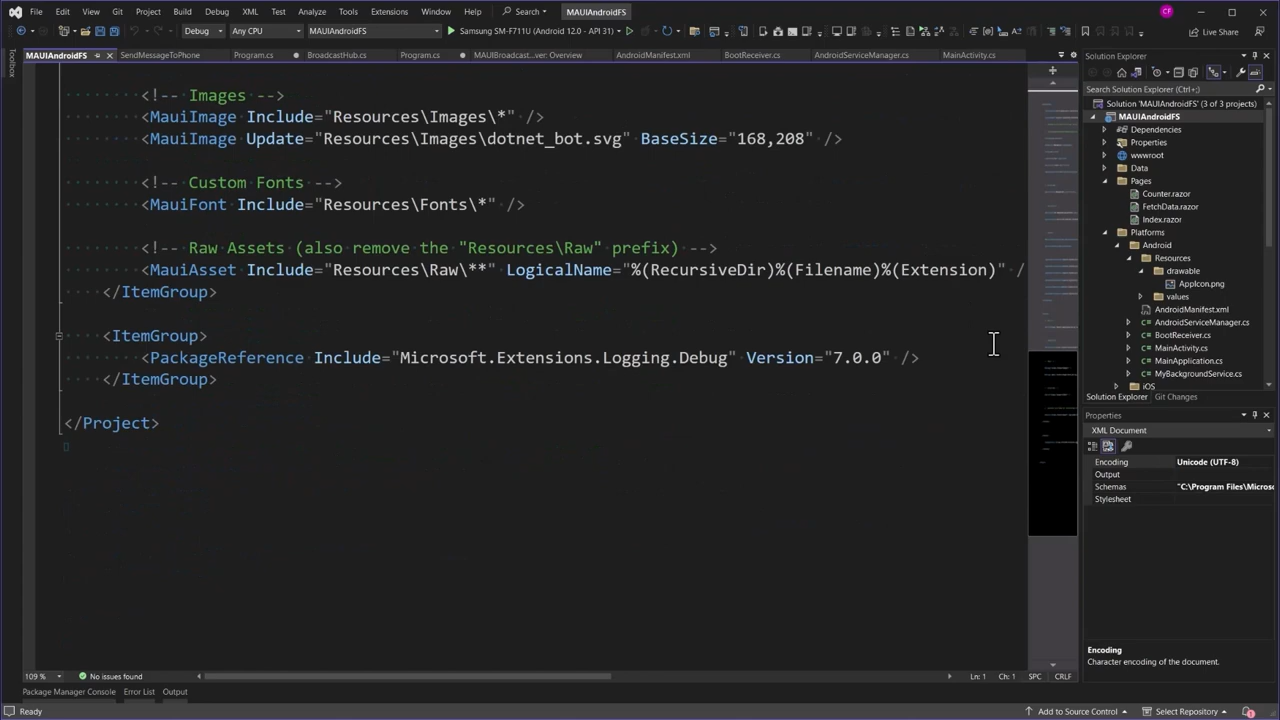 File Edit View Git Project Build Debug XML Test Analyze Tools Extensions Window Help Search MAUIAndroidFS CF
Debug Any CPU MAUIAndroidFS Samsung SM-F711U (Android 12.0 - API 31) Live Share
MAUIAndroidFS SendMessageToPhone Program.cs BroadcastHub.cs Program.cs MAUIBroadcast...ver: Overview AndroidManifest.xml BootReceiver.cs AndroidServiceManager.cs MainActivity.cs
Toolbox
<!-- Images -->
<MauiImage Include="Resources\Images\*" />
<MauiImage Update="Resources\Images\dotnet_bot.svg" BaseSize="168,208" />
<!-- Custom Fonts -->
<MauiFont Include="Resources\Fonts\*" />
<!-- Raw Assets (also remove the "Resources\Raw" prefix) -->
<MauiAsset Include="Resources\Raw\**" LogicalName="%(RecursiveDir)%(Filename)%(Extension)" /
</ItemGroup>
<ItemGroup>
<PackageReference Include="Microsoft.Extensions.Logging.Debug" Version="7.0.0" />
</ItemGroup>
</Project>
109 % No issues found Ln: 1 Ch: 1 SPC CRLF
Package Manager Console Error List Output
Ready Add to Source Control Select Repository 1
Solution Explorer
Search Solution Explorer (Ctrl+;)
Solution 'MAUIAndroidFS' (3 of 3 projects)
MAUIAndroidFS
Dependencies
Properties
wwwroot
Data
Pages
Counter.razor
FetchData.razor
Index.razor
Platforms
Android
Resources
drawable
AppIcon.png
values
AndroidManifest.xml
AndroidServiceManager.cs
BootReceiver.cs
MainActivity.cs
MainApplication.cs
MyBackgroundService.cs
iOS
Solution Explorer Git Changes
Properties
XML Document
Encoding Unicode (UTF-8)
Output
Schemas "C:\Program Files\Micros
Stylesheet
Encoding
Character encoding of the document.